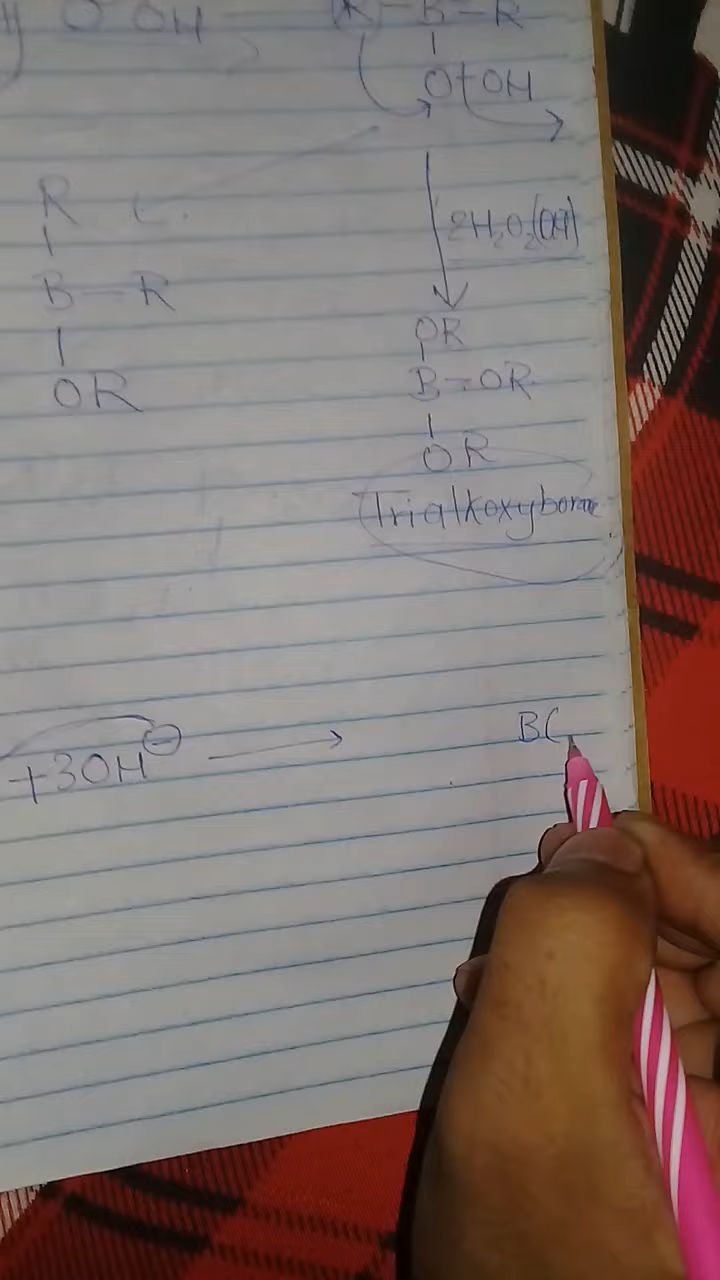 O OH
(R)–B–R
|
O+OH
R
|
B–R
|
OR
2H₂O₂(OH)
OR
|
B–OR
|
OR
Trialkoxyborane
+3OH⊖ → B(